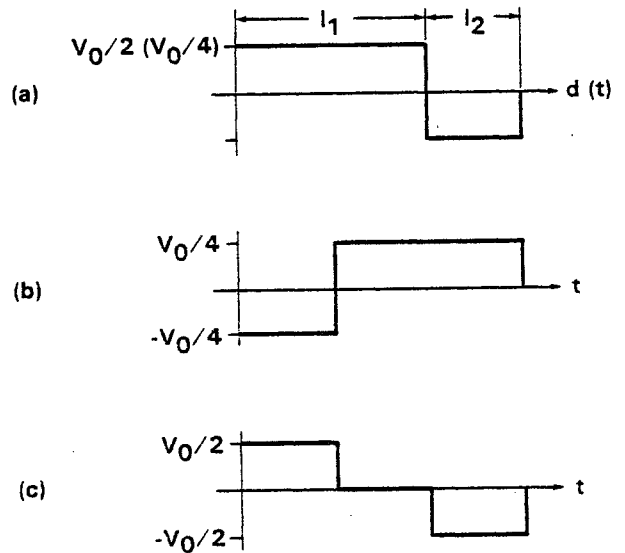 l₁ l₂
V₀/2 (V₀/4)
(a)
d (t)
V₀/4
(b)
t
-V₀/4
V₀/2
(c)
t
-V₀/2